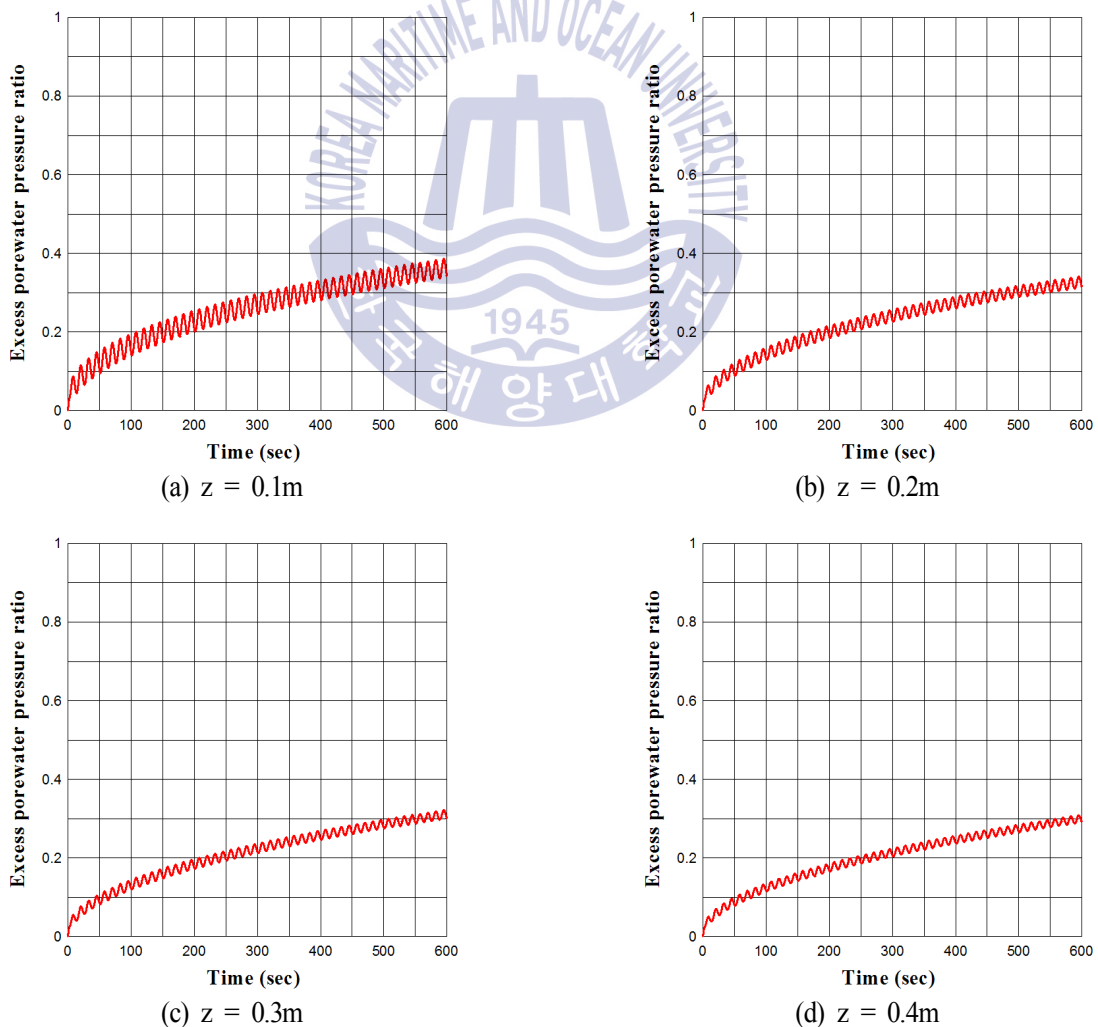 KOREA MARITIME AND OCEAN UNIVERSITY
1945
한국해양대학교
Excess porewater pressure ratio
1
0.8
0.6
0.4
0.2
0
0 100 200 300 400 500 600
Time (sec)
(a) z = 0.1m
Excess porewater pressure ratio
1
0.8
0.6
0.4
0.2
0
0 100 200 300 400 500 600
Time (sec)
(b) z = 0.2m
Excess porewater pressure ratio
1
0.8
0.6
0.4
0.2
0
0 100 200 300 400 500 600
Time (sec)
(c) z = 0.3m
Excess porewater pressure ratio
1
0.8
0.6
0.4
0.2
0
0 100 200 300 400 500 600
Time (sec)
(d) z = 0.4m